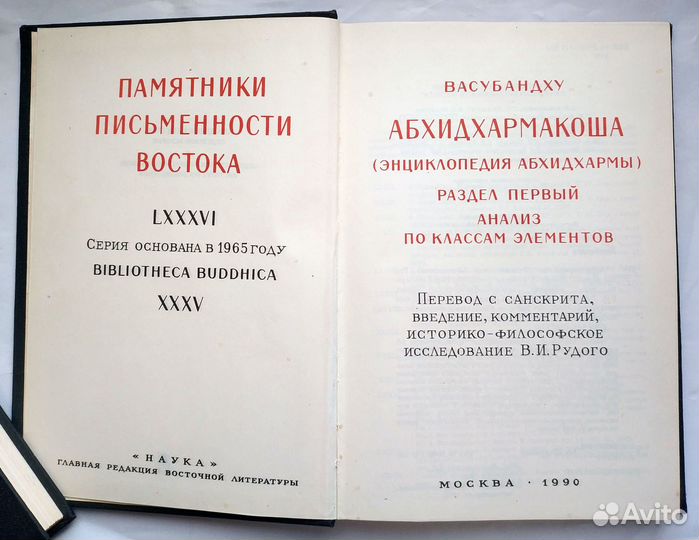 ПАМЯТНИКИ
ПИСЬМЕННОСТИ
ВОСТОКА
LXXXVI
СЕРИЯ ОСНОВАНА В 1965 ГОДУ
BIBLIOTHECA BUDDHICA
XXXV
«НАУКА»
ГЛАВНАЯ РЕДАКЦИЯ ВОСТОЧНОЙ ЛИТЕРАТУРЫ
ВАСУБАНДХУ
АБХИДХАРМАКОША
(ЭНЦИКЛОПЕДИЯ АБХИДХАРМЫ)
РАЗДЕЛ ПЕРВЫЙ
АНАЛИЗ
ПО КЛАССАМ ЭЛЕМЕНТОВ
ПЕРЕВОД С САНСКРИТА,
ВВЕДЕНИЕ, КОММЕНТАРИЙ,
ИСТОРИКО-ФИЛОСОФСКОЕ
ИССЛЕДОВАНИЕ В.И.РУДОГО
МОСКВА · 1990
Avito